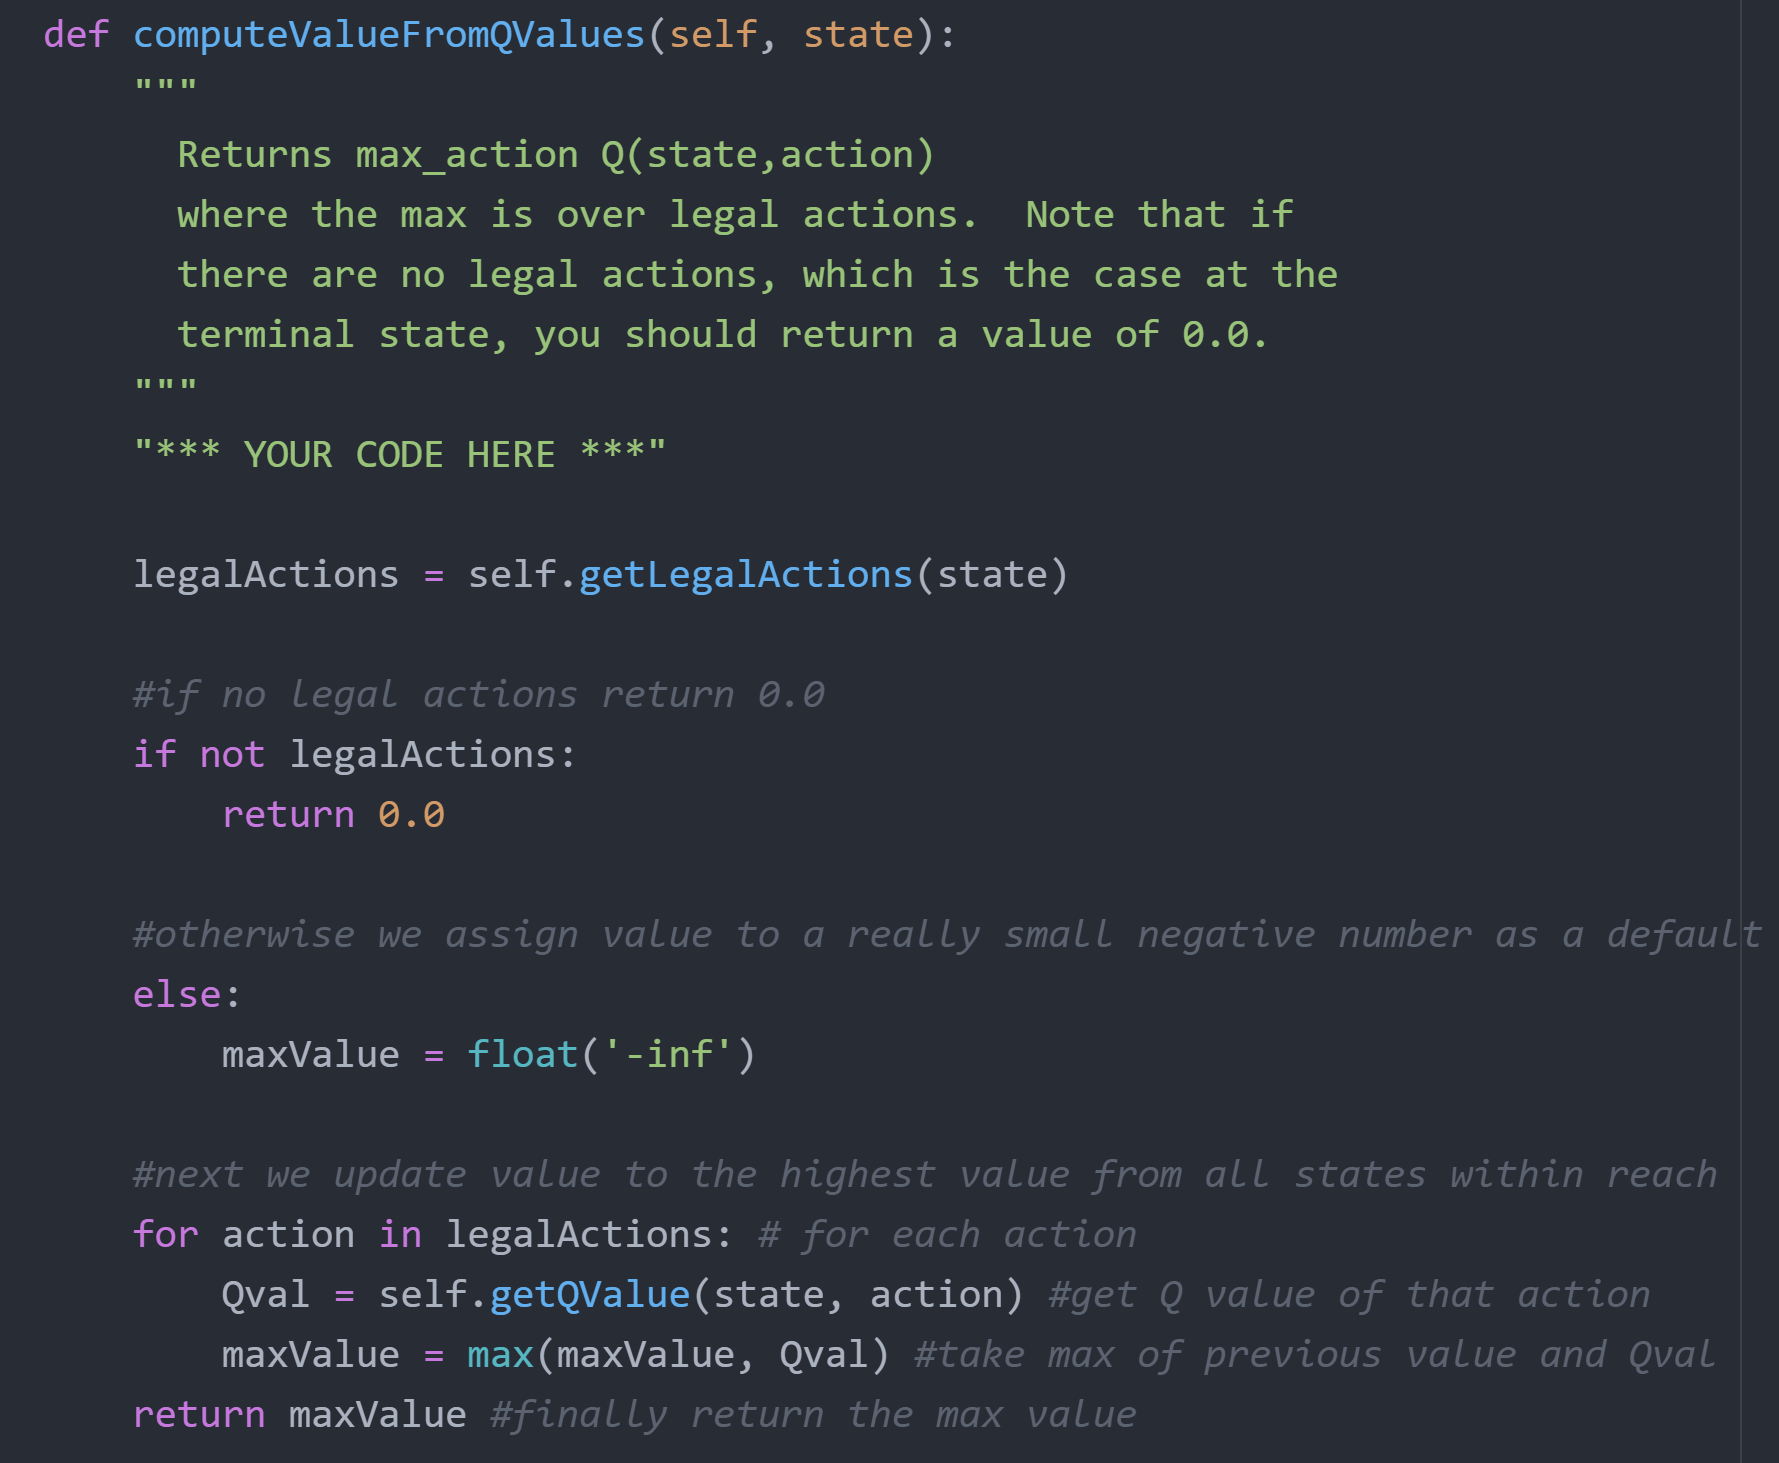 def computeValueFromQValues(self, state):
    """
      Returns max_action Q(state,action)
      where the max is over legal actions.  Note that if
      there are no legal actions, which is the case at the
      terminal state, you should return a value of 0.0.
    """
    "*** YOUR CODE HERE ***"
    legalActions = self.getLegalActions(state)
    #if no legal actions return 0.0
    if not legalActions:
        return 0.0
    #otherwise we assign value to a really small negative number as a default
    else:
        maxValue = float('-inf')
    #next we update value to the highest value from all states within reach
    for action in legalActions: # for each action
        Qval = self.getQValue(state, action) #get Q value of that action
        maxValue = max(maxValue, Qval) #take max of previous value and Qval
    return maxValue #finally return the max value